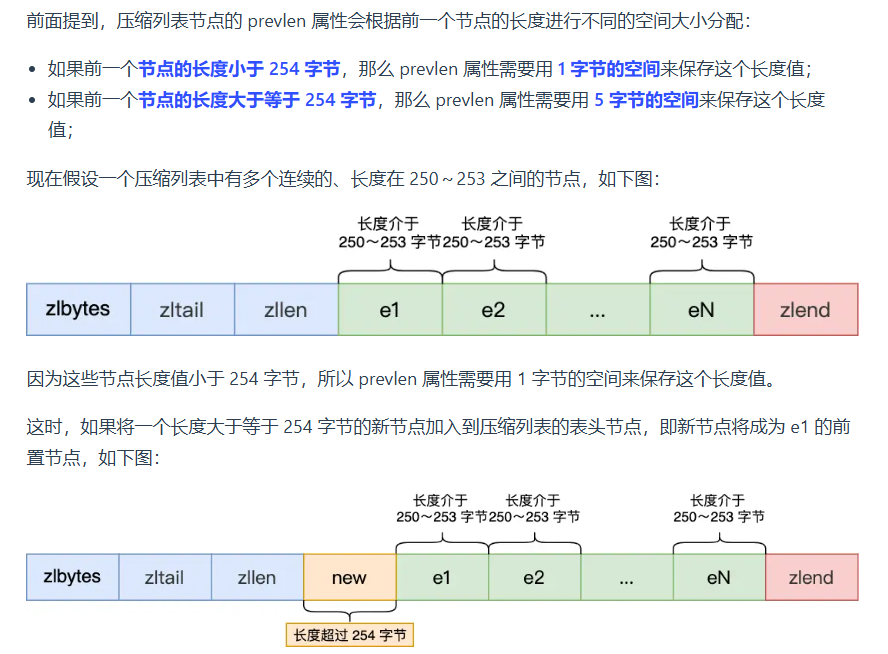 前面提到，压缩列表节点的 prevlen 属性会根据前一个节点的长度进行不同的空间大小分配：
• 如果前一个节点的长度小于 254 字节，那么 prevlen 属性需要用 1 字节的空间来保存这个长度值；
• 如果前一个节点的长度大于等于 254 字节，那么 prevlen 属性需要用 5 字节的空间来保存这个长度
值；
现在假设一个压缩列表中有多个连续的、长度在 250～253 之间的节点，如下图：
长度介于 长度介于 长度介于
250～253 字节 250～253 字节 250～253 字节
zlbytes zltail zllen e1 e2 ... eN zlend
因为这些节点长度值小于 254 字节，所以 prevlen 属性需要用 1 字节的空间来保存这个长度值。
这时，如果将一个长度大于等于 254 字节的新节点加入到压缩列表的表头节点，即新节点将成为 e1 的前
置节点，如下图：
长度介于 长度介于 长度介于
250～253 字节 250～253 字节 250～253 字节
zlbytes zltail zllen new e1 e2 ... eN zlend
长度超过 254 字节